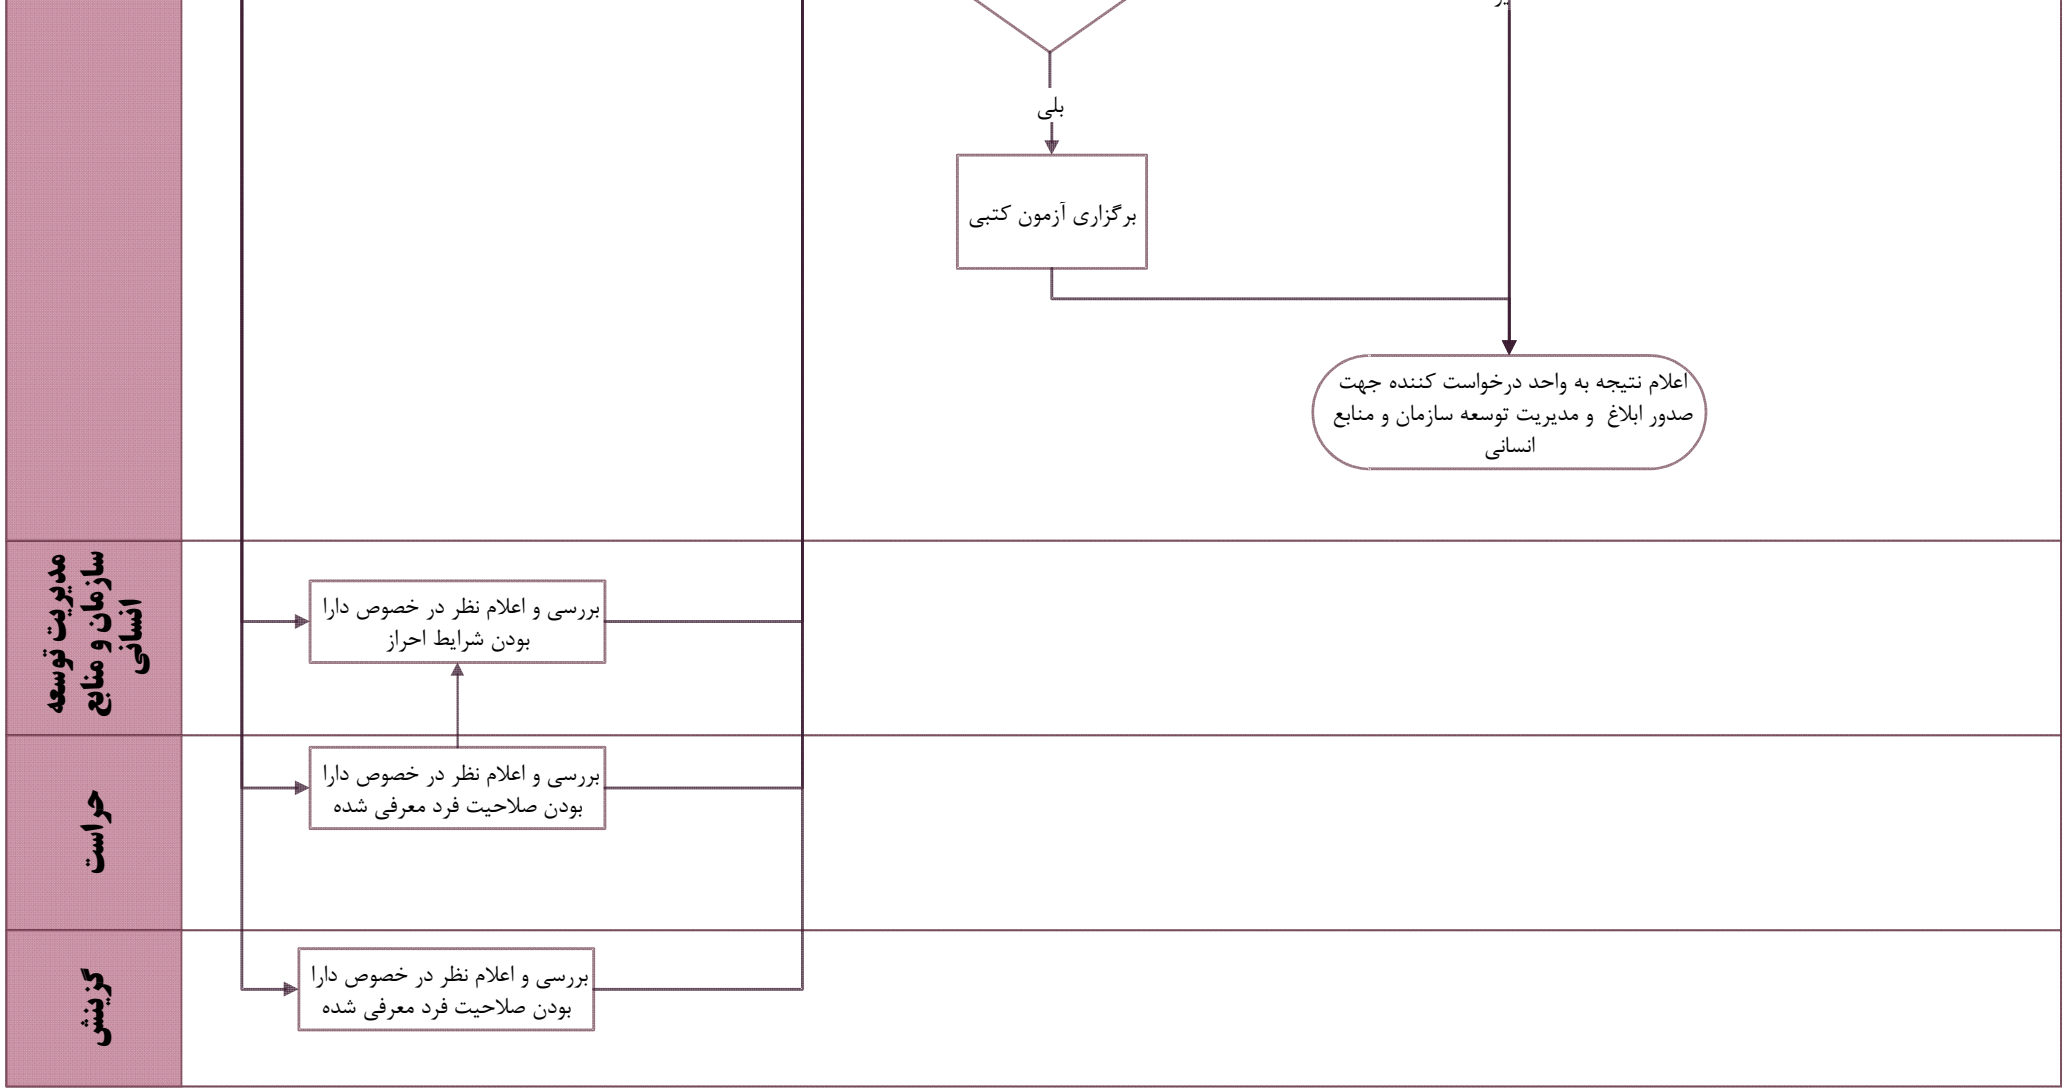 بلی
برگزاری آزمون کتبی
اعلام نتیجه به واحد درخواست کننده جهت
صدور ابلاغ و مدیریت توسعه سازمان و منابع
انسانی
مدیریت توسعه
سازمان و منابع
انسانی
بررسی و اعلام نظر در خصوص دارا
بودن شرایط احراز
حراست
بررسی و اعلام نظر در خصوص دارا
بودن صلاحیت فرد معرفی شده
گزینش
بررسی و اعلام نظر در خصوص دارا
بودن صلاحیت فرد معرفی شده